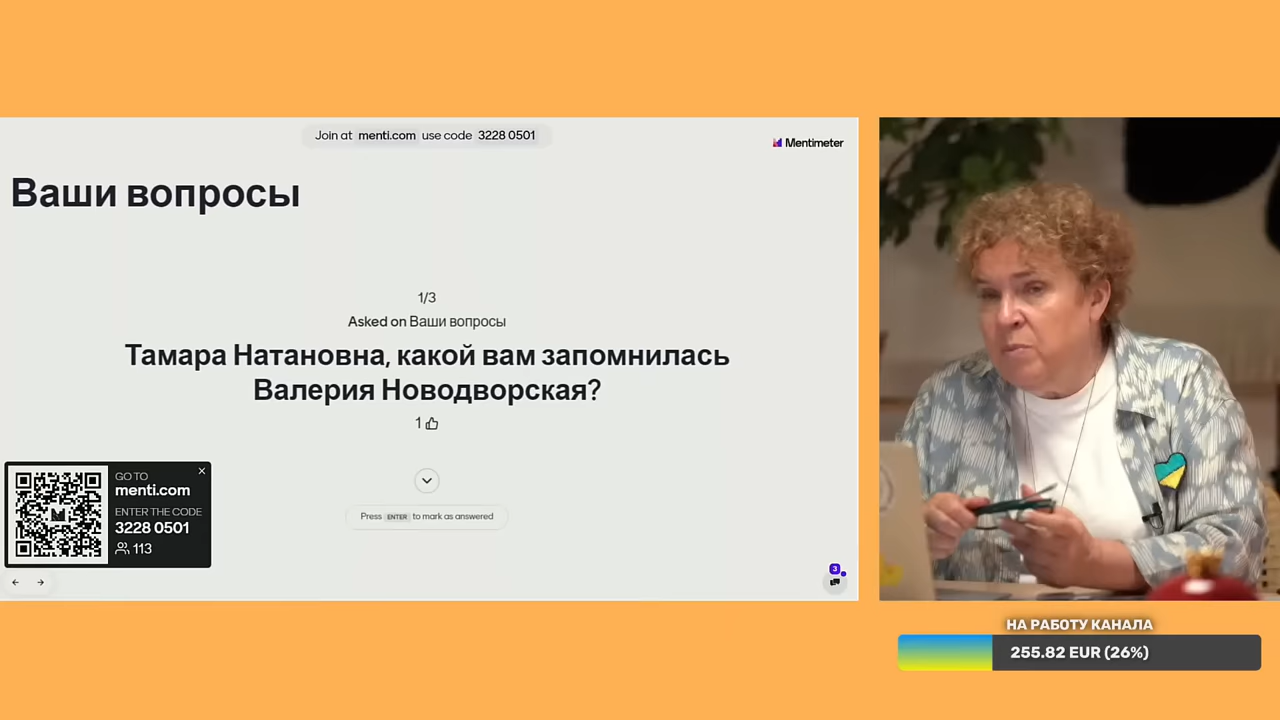 Join at menti.com use code 3228 0501
Mentimeter
Ваши вопросы
1/3
Asked on Ваши вопросы
Тамара Натановна, какой вам запомнилась
Валерия Новодворская?
1
Press ENTER to mark as answered
GO TO
menti.com
ENTER THE CODE
3228 0501
113
3
НА РАБОТУ КАНАЛА
255.82 EUR (26%)